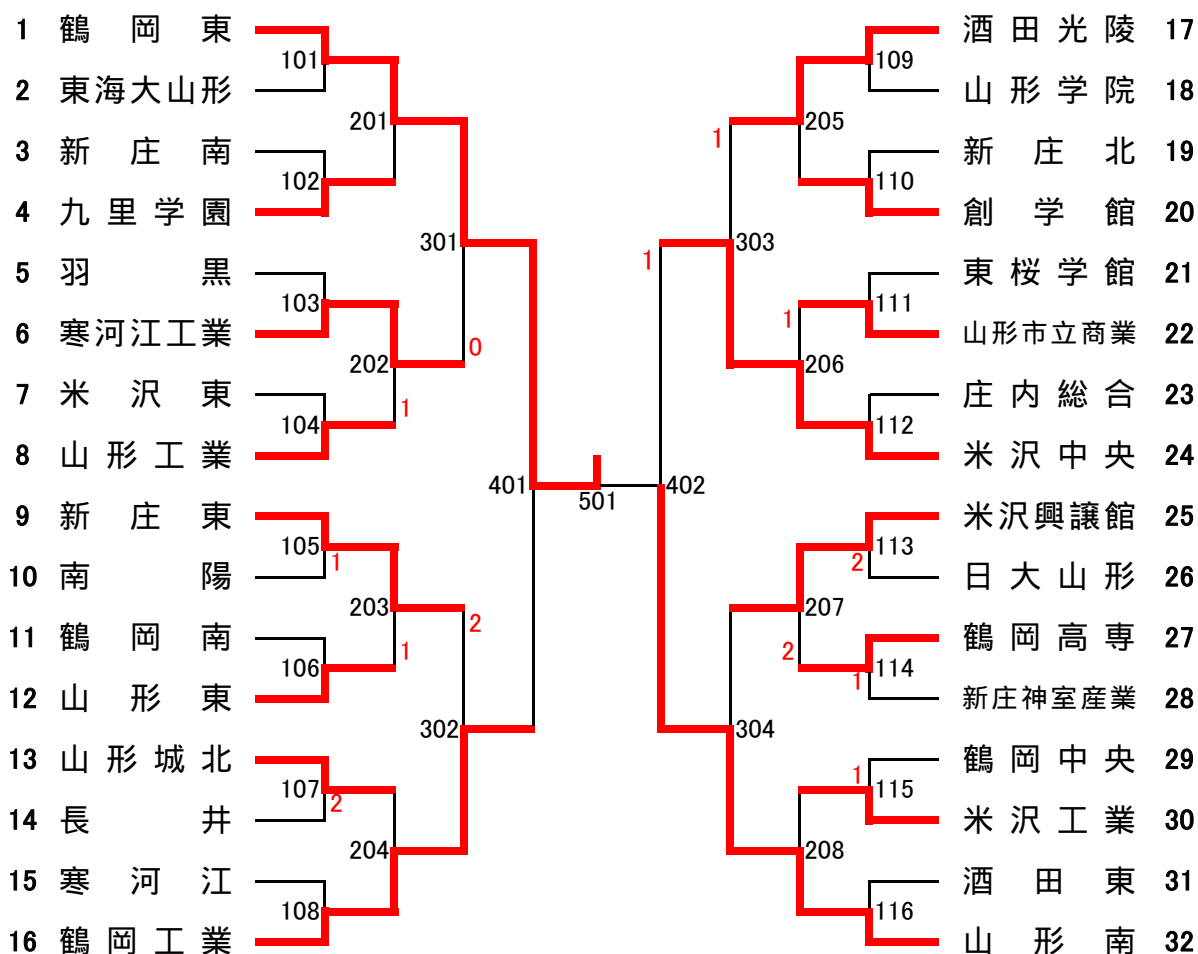 1 鶴岡東
101
2 東海大山形
201
3 新庄南
102
4 九里学園
301
5 羽黒
103
6 寒河江工業
0
202
7 米沢東
1
104
8 山形工業
401
501
9 新庄東
105
1
10 南陽
203
2
11 鶴岡南
1
106
12 山形東
302
13 山形城北
107
2
14 長井
204
15 寒河江
108
16 鶴岡工業
酒田光陵 17
109
山形学院 18
1
205
新庄北 19
110
創学館 20
303
1
東桜学館 21
111
1
山形市立商業 22
206
庄内総合 23
112
米沢中央 24
402
米沢興譲館 25
113
2
日大山形 26
207
鶴岡高専 27
2
114
1
新庄神室産業 28
304
鶴岡中央 29
1
115
米沢工業 30
208
酒田東 31
116
山形南 32